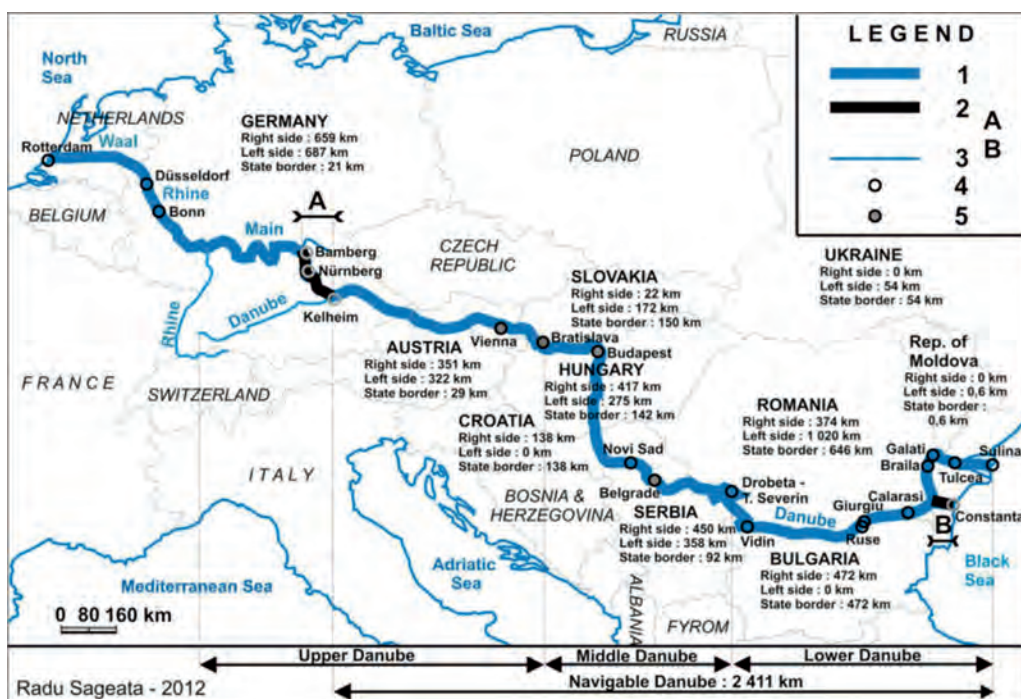 Baltic Sea
RUSSIA
LEGEND
1
2
A
B
3
4
5
North
Sea
NETHERLANDS
Waal
Rotterdam
GERMANY
Right side : 659 km
Left side : 687 km
State border : 21 km
POLAND
Düsseldorf
Rhine
Bonn
BELGIUM
A
Main
Bamberg
Nürnberg
CZECH
REPUBLIC
UKRAINE
Right side : 0 km
Left side : 54 km
State border : 54 km
SLOVAKIA
Right side : 22 km
Left side : 172 km
State border : 150 km
Rhine
Danube
Kelheim
Vienna
Bratislava
Budapest
AUSTRIA
Right side : 351 km
Left side : 322 km
State border : 29 km
HUNGARY
Right side : 417 km
Left side : 275 km
State border : 142 km
Rep. of
Moldova
Right side : 0 km
Left side : 0,6 km
State border :
0,6 km
FRANCE
SWITZERLAND
CROATIA
Right side : 138 km
Left side : 0 km
State border : 138 km
ROMANIA
Right side : 374 km
Left side : 1 020 km
State border : 646 km
ITALY
Novi Sad
Galati
Braila
Tulcea
Sulina
Belgrade
BOSNIA &
HERZEGOVINA
Drobeta -
T. Severin
Calarasi
Giurgiu
Danube
Constanta
SERBIA
Right side : 450 km
Left side : 358 km
State border : 92 km
Vidin
Ruse
B
BULGARIA
Right side : 472 km
Left side : 0 km
State border : 472 km
Black
Sea
Adriatic
Sea
Mediterranean Sea
ALBANIA
FYROM
0 80 160 km
Upper Danube
Middle Danube
Lower Danube
Navigable Danube : 2 411 km
Radu Sageata - 2012